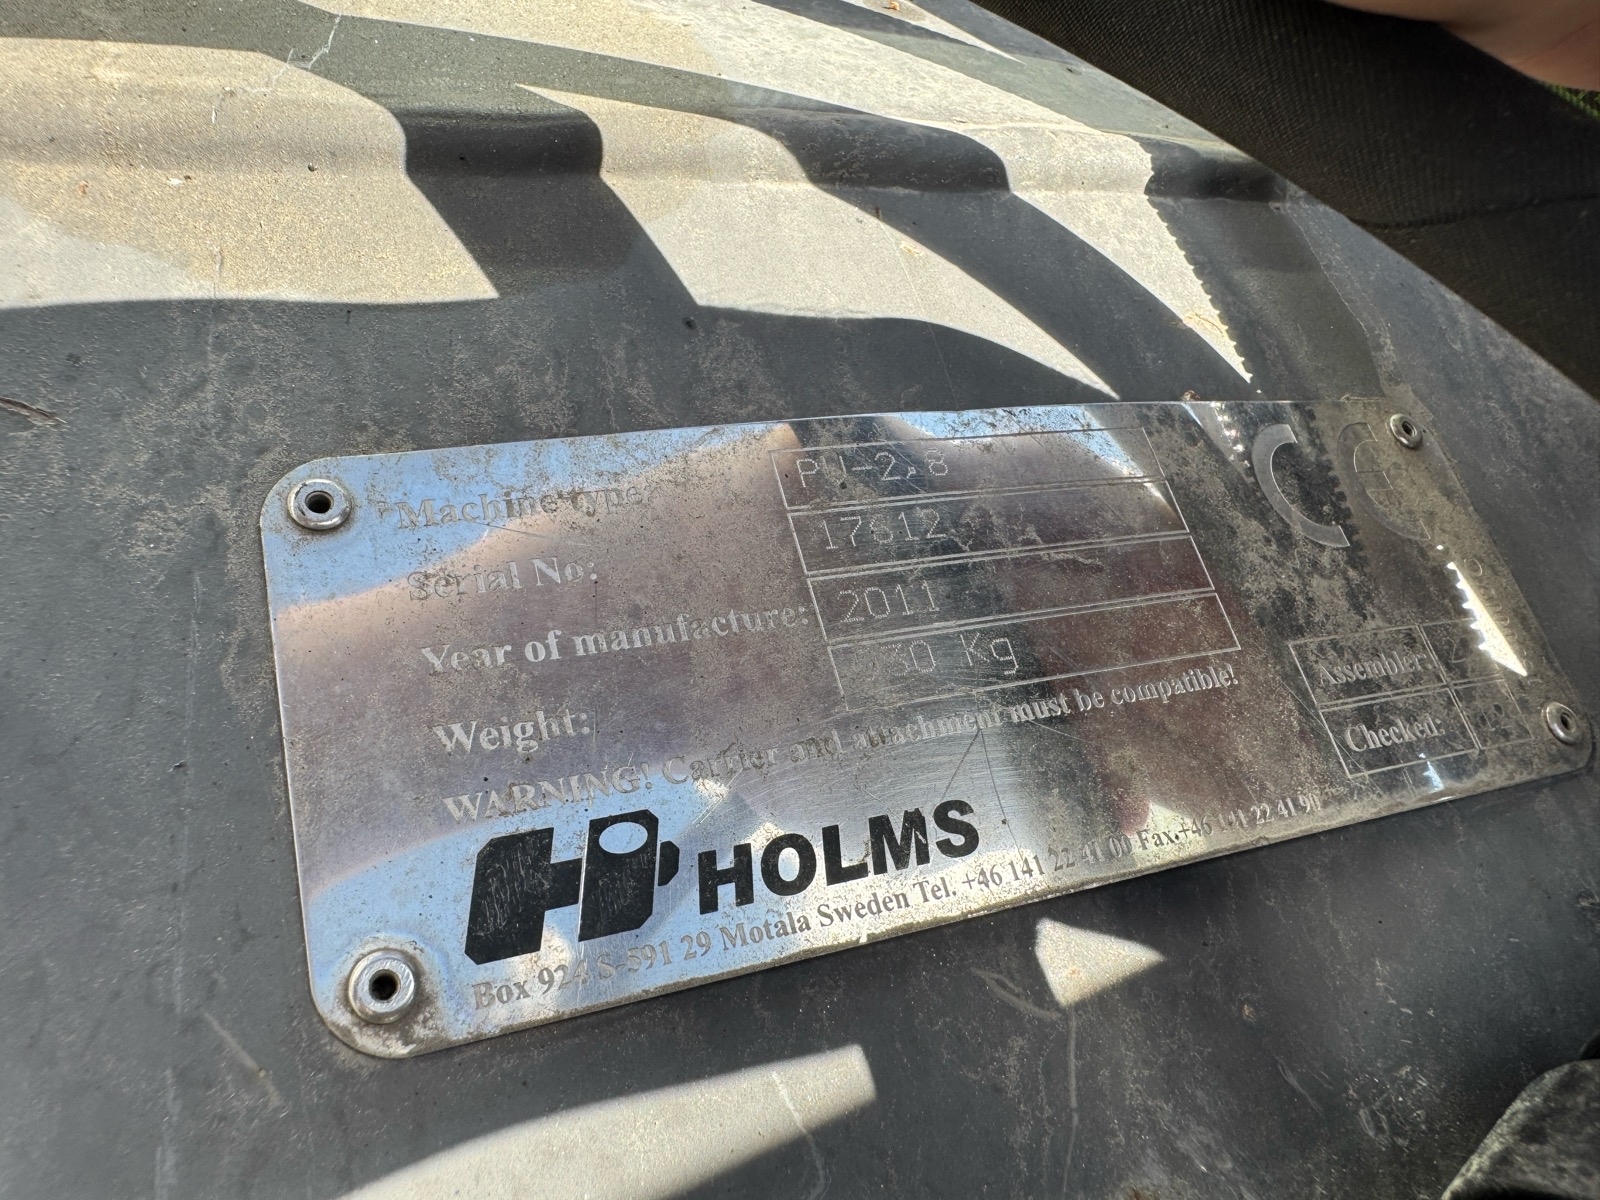 Machine type
PU-2,8
Serial No:
17612
Year of manufacture:
2011
Weight:
Kg
WARNING! Carrier and attachment must be compatible!
HOLMS
Box 924 S-591 29 Motala Sweden Tel. +46 141 22 41 00 Fax.+46 141 22 41 90
CE
Assembler:
Checked: